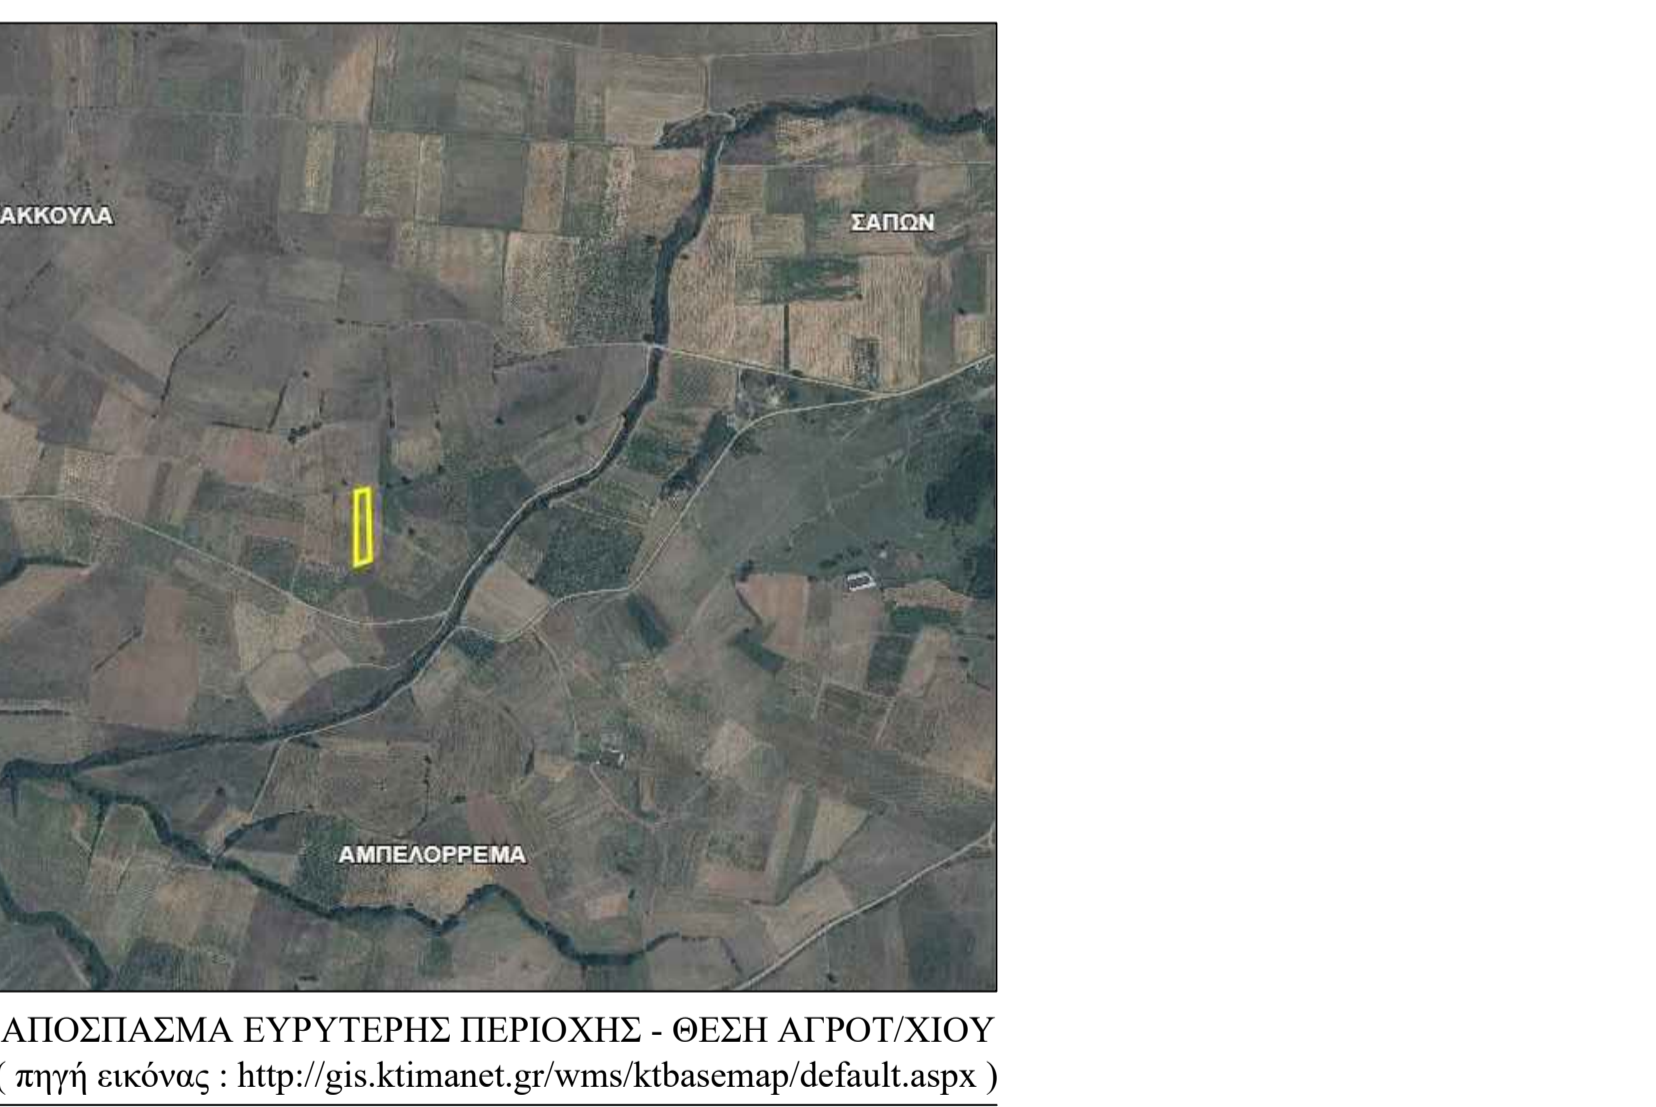 ΑΚΚΟΥΛΑ
ΣΑΠΩΝ
ΑΜΠΕΛΟΡΡΕΜΑ
ΑΠΟΣΠΑΣΜΑ ΕΥΡΥΤΕΡΗΣ ΠΕΡΙΟΧΗΣ - ΘΕΣΗ ΑΓΡΟΤ/ΧΙΟΥ
( πηγή εικόνας : http://gis.ktimanet.gr/wms/ktbasemap/default.aspx )